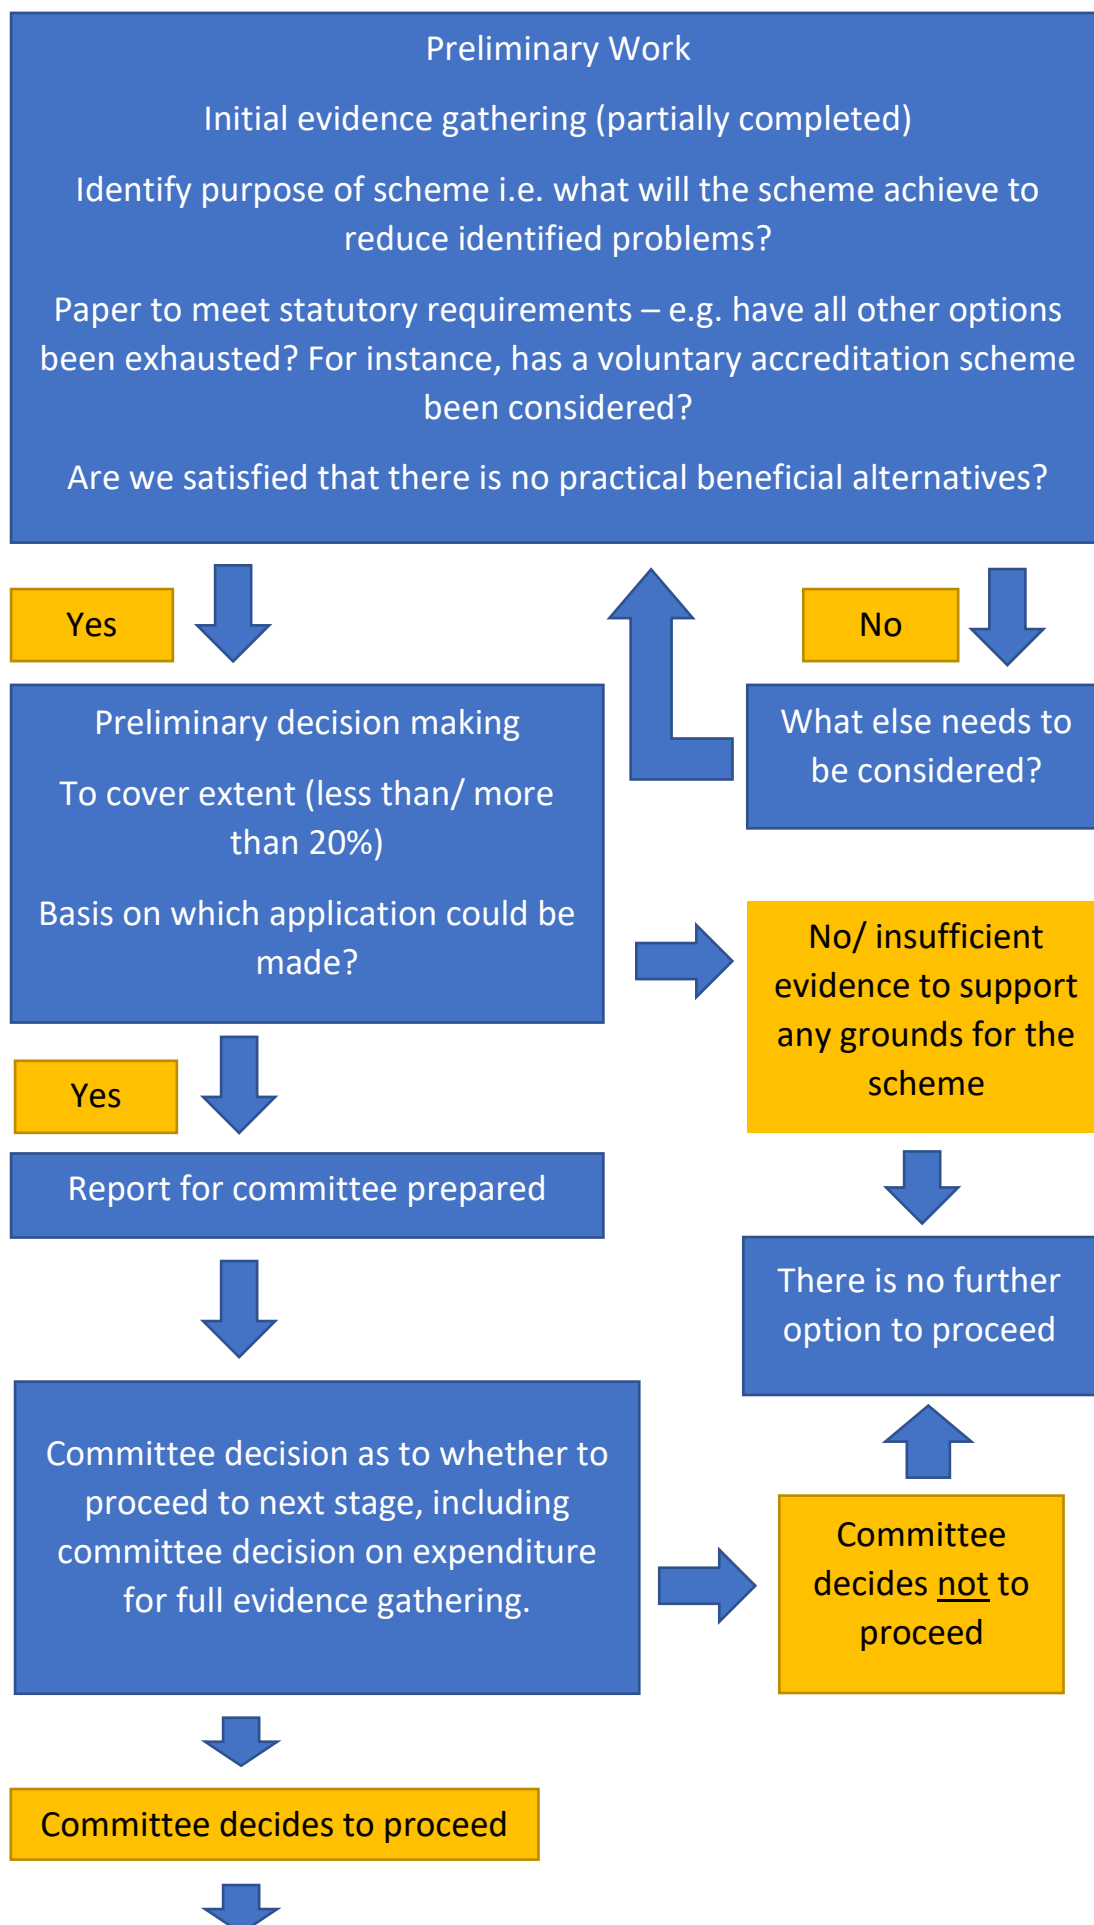 Preliminary Work
Initial evidence gathering (partially completed)
Identify purpose of scheme i.e. what will the scheme achieve to
reduce identified problems?
Paper to meet statutory requirements – e.g. have all other options
been exhausted? For instance, has a voluntary accreditation scheme
been considered?
Are we satisfied that there is no practical beneficial alternatives?
Yes
No
Preliminary decision making
To cover extent (less than/ more
than 20%)
Basis on which application could be
made?
What else needs to
be considered?
No/ insufficient
evidence to support
any grounds for the
scheme
Yes
Report for committee prepared
There is no further
option to proceed
Committee decision as to whether to
proceed to next stage, including
committee decision on expenditure
for full evidence gathering.
Committee
decides not to
proceed
Committee decides to proceed